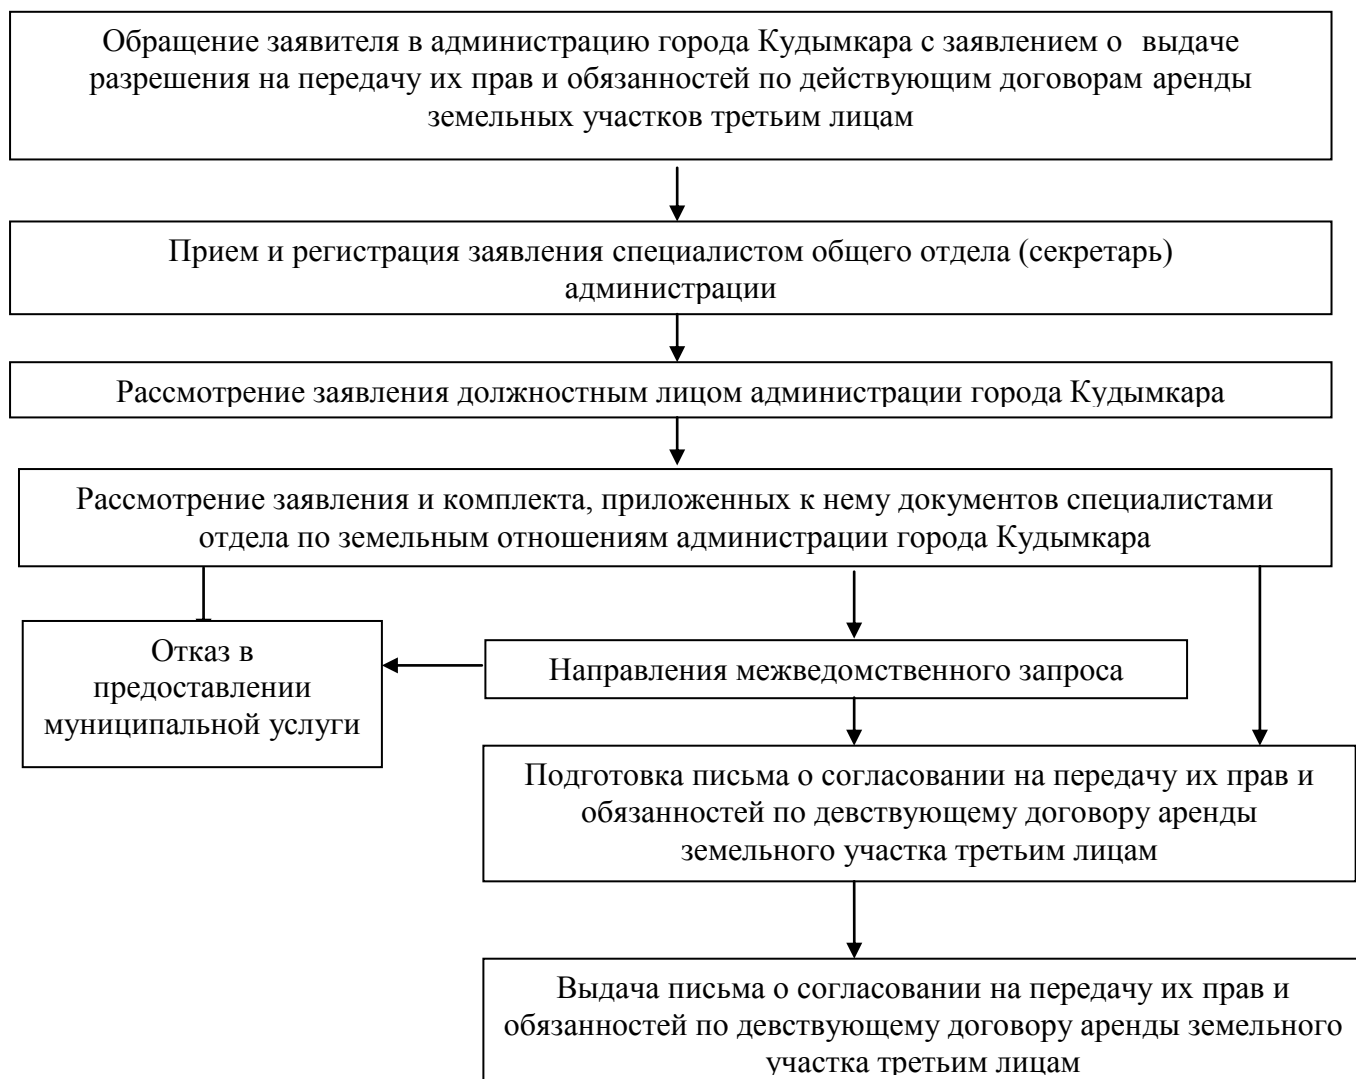 Обращение заявителя в администрацию города Кудымкара с заявлением о выдаче
разрешения на передачу их прав и обязанностей по действующим договорам аренды
земельных участков третьим лицам
Прием и регистрация заявления специалистом общего отдела (секретарь)
администрации
Рассмотрение заявления должностным лицом администрации города Кудымкара
Рассмотрение заявления и комплекта, приложенных к нему документов специалистами
отдела по земельным отношениям администрации города Кудымкара
Отказ в
предоставлении
муниципальной услуги
Направления межведомственного запроса
Подготовка письма о согласовании на передачу их прав и
обязанностей по девствующему договору аренды
земельного участка третьим лицам
Выдача письма о согласовании на передачу их прав и
обязанностей по девствующему договору аренды земельного
участка третьим лицам